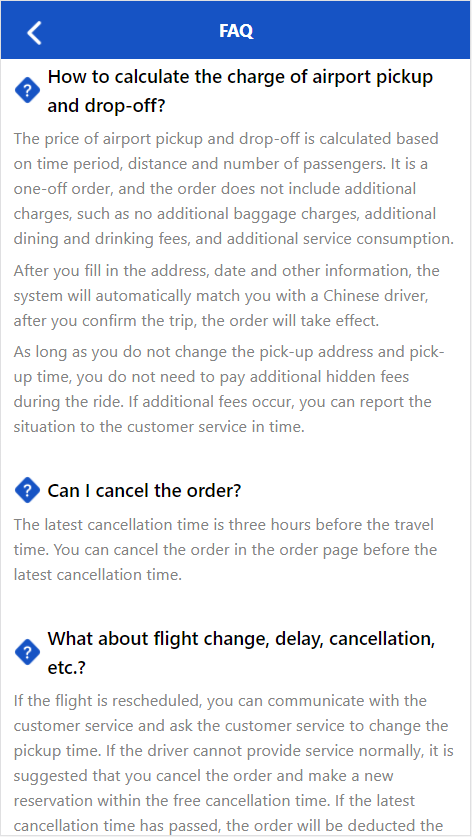 FAQ
How to calculate the charge of airport pickup
and drop-off?
The price of airport pickup and drop-off is calculated based
on time period, distance and number of passengers. It is a
one-off order, and the order does not include additional
charges, such as no additional baggage charges, additional
dining and drinking fees, and additional service consumption.
After you fill in the address, date and other information, the
system will automatically match you with a Chinese driver,
after you confirm the trip, the order will take effect.
As long as you do not change the pick-up address and pick-
up time, you do not need to pay additional hidden fees
during the ride. If additional fees occur, you can report the
situation to the customer service in time.
Can I cancel the order?
The latest cancellation time is three hours before the travel
time. You can cancel the order in the order page before the
latest cancellation time.
What about flight change, delay, cancellation,
etc.?
If the flight is rescheduled, you can communicate with the
customer service and ask the customer service to change the
pickup time. If the driver cannot provide service normally, it is
suggested that you cancel the order and make a new
reservation within the free cancellation time. If the latest
cancellation time has passed, the order will be deducted the